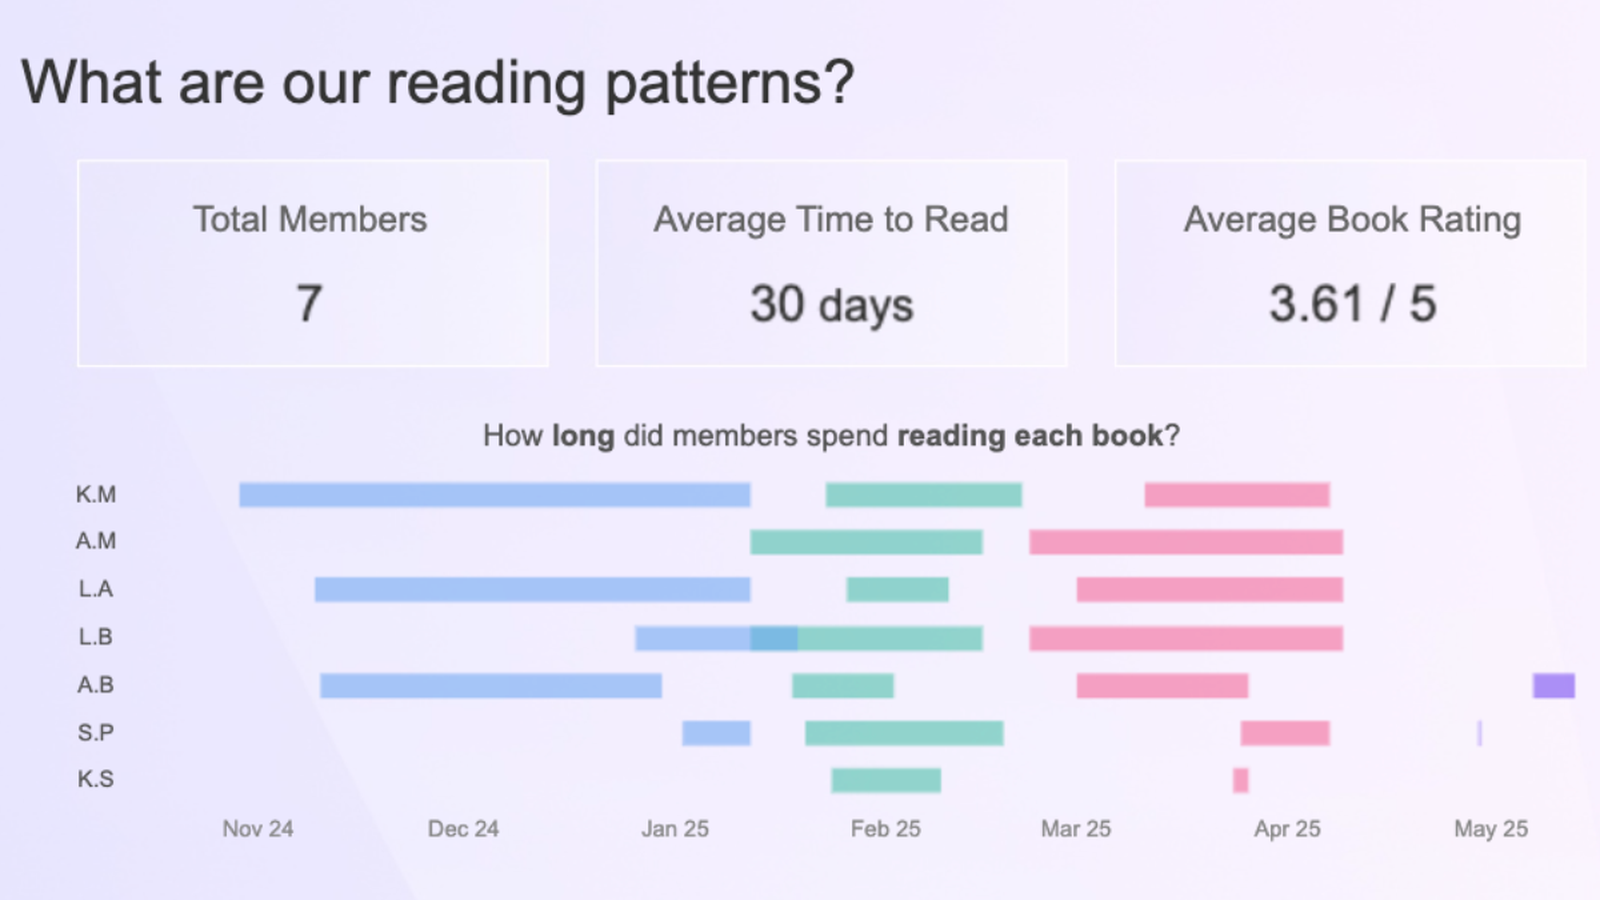 What are our reading patterns?
Total Members
7
Average Time to Read
30 days
Average Book Rating
3.61 / 5
How long did members spend reading each book?
K.M
A.M
L.A
L.B
A.B
S.P
K.S
Nov 24 Dec 24 Jan 25 Feb 25 Mar 25 Apr 25 May 25